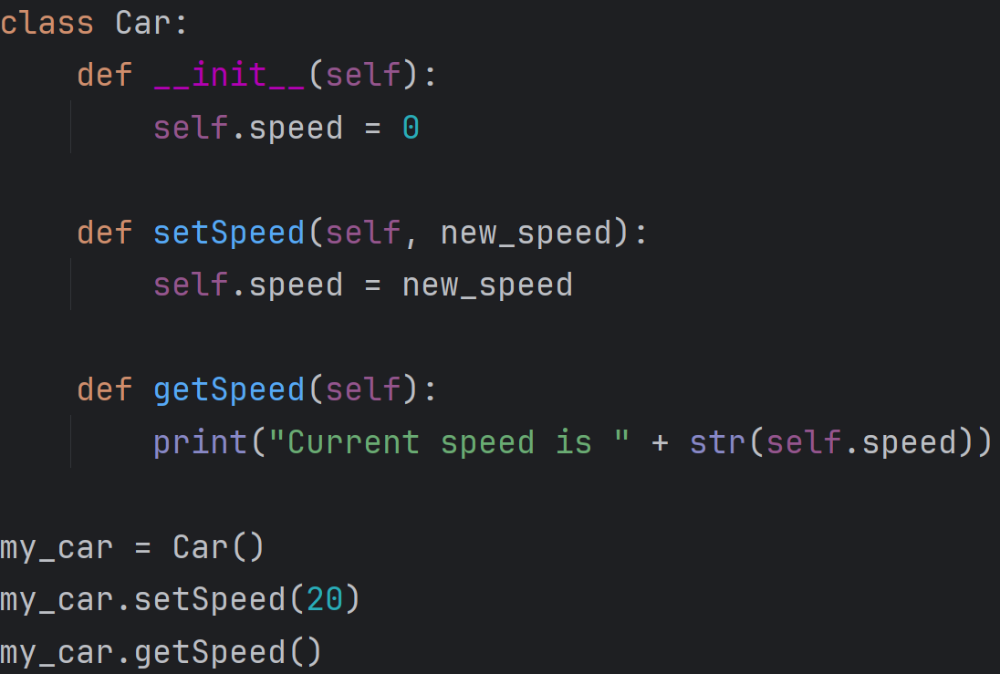 class Car:
    def __init__(self):
        self.speed = 0
    def setSpeed(self, new_speed):
        self.speed = new_speed
    def getSpeed(self):
        print("Current speed is " + str(self.speed))
my_car = Car()
my_car.setSpeed(20)
my_car.getSpeed()